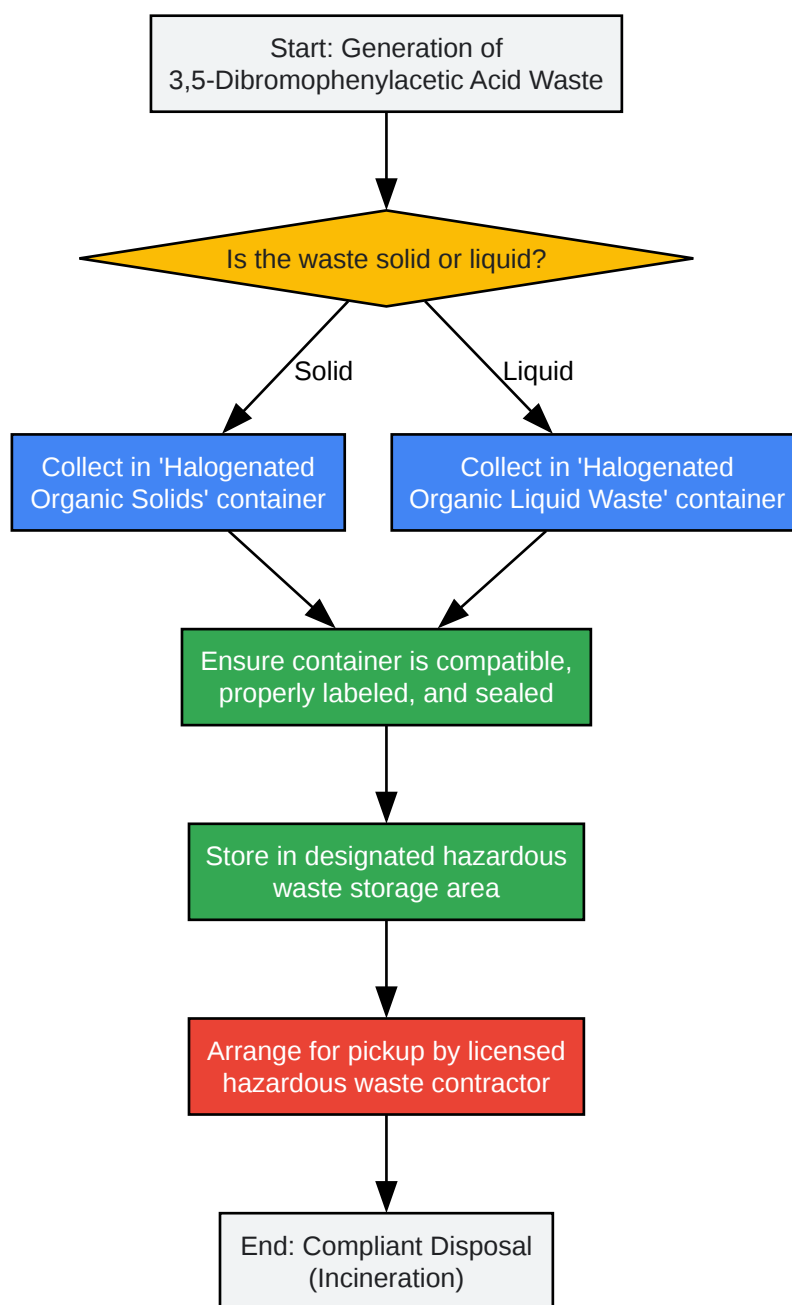 Start: Generation of
3,5-Dibromophenylacetic Acid Waste
Is the waste solid or liquid?
Solid
Liquid
Collect in 'Halogenated
Organic Solids' container
Collect in 'Halogenated
Organic Liquid Waste' container
Ensure container is compatible,
properly labeled, and sealed
Store in designated hazardous
waste storage area
Arrange for pickup by licensed
hazardous waste contractor
End: Compliant Disposal
(Incineration)